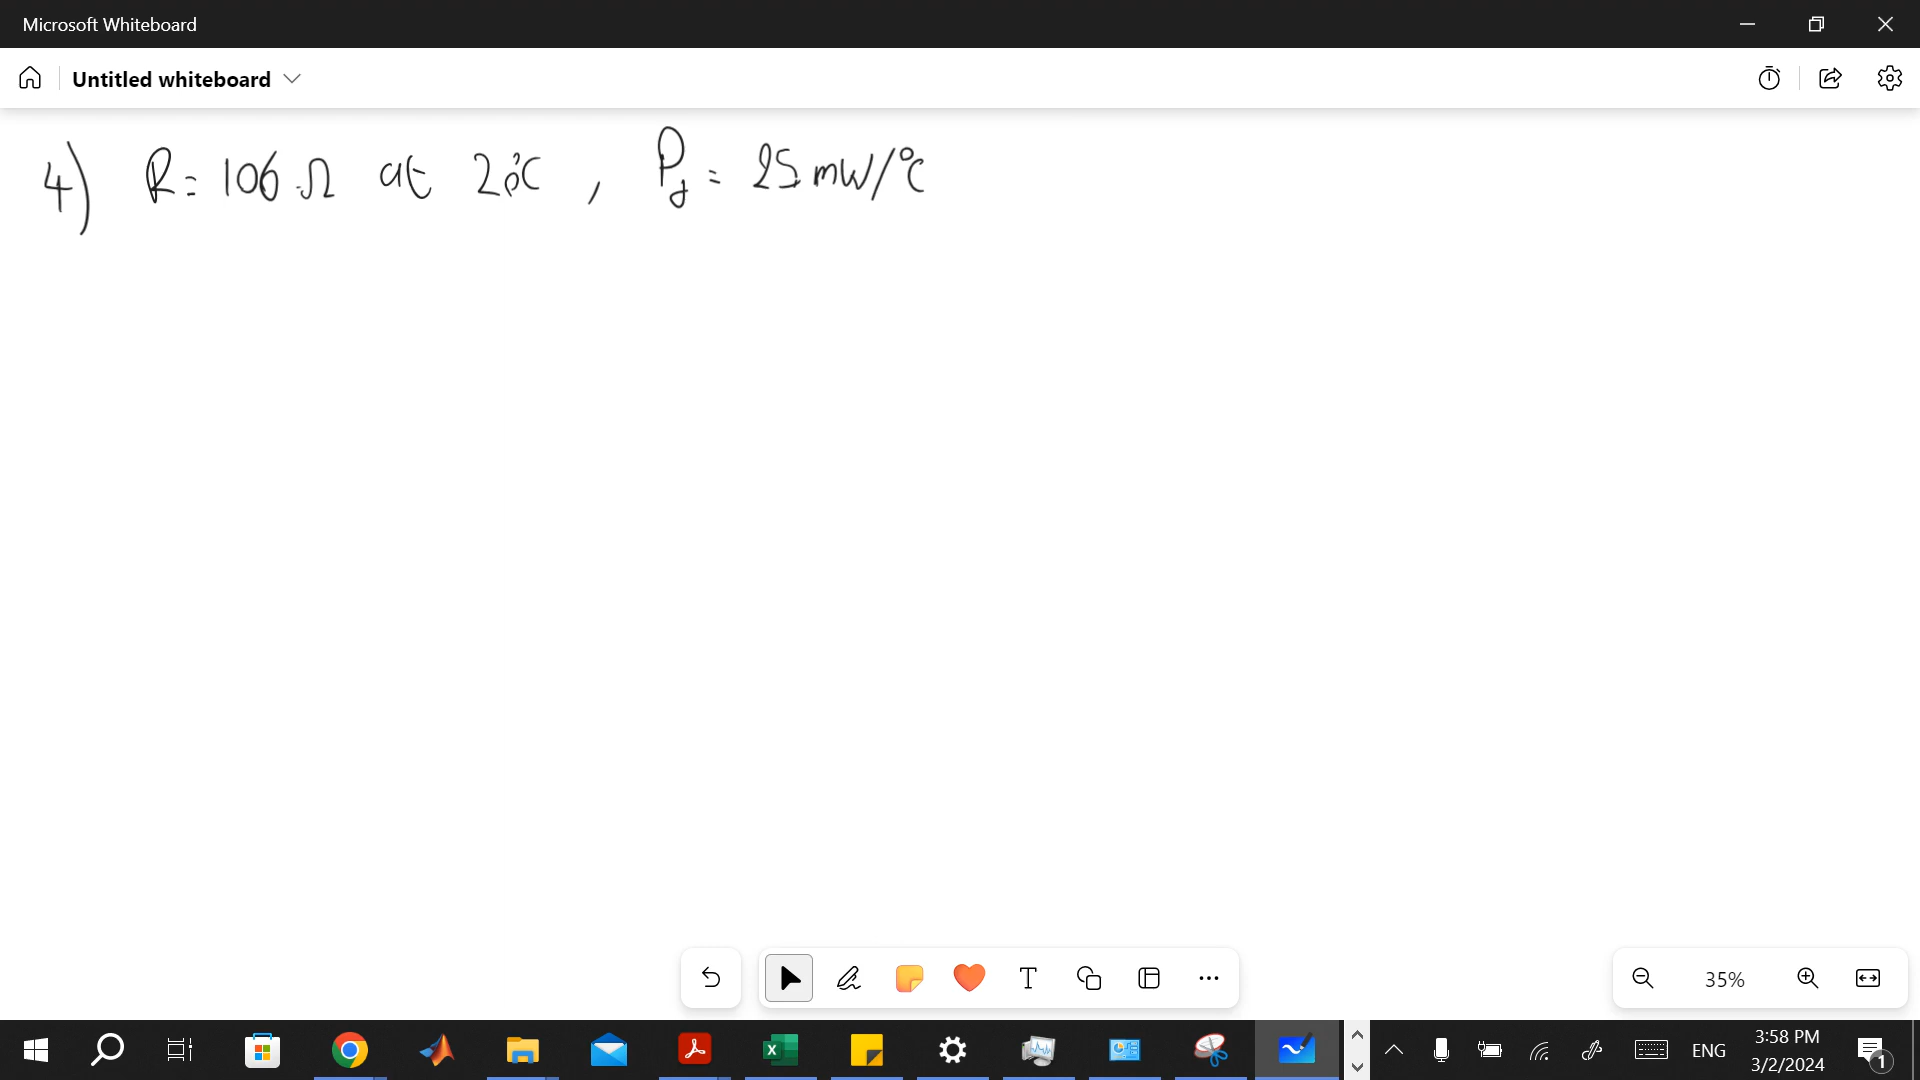 Microsoft Whiteboard
Untitled whiteboard
4) R = 106 Ω at 20°C , Pd = 25 mW/°C
T
35%
ENG
3:58 PM
3/2/2024
1